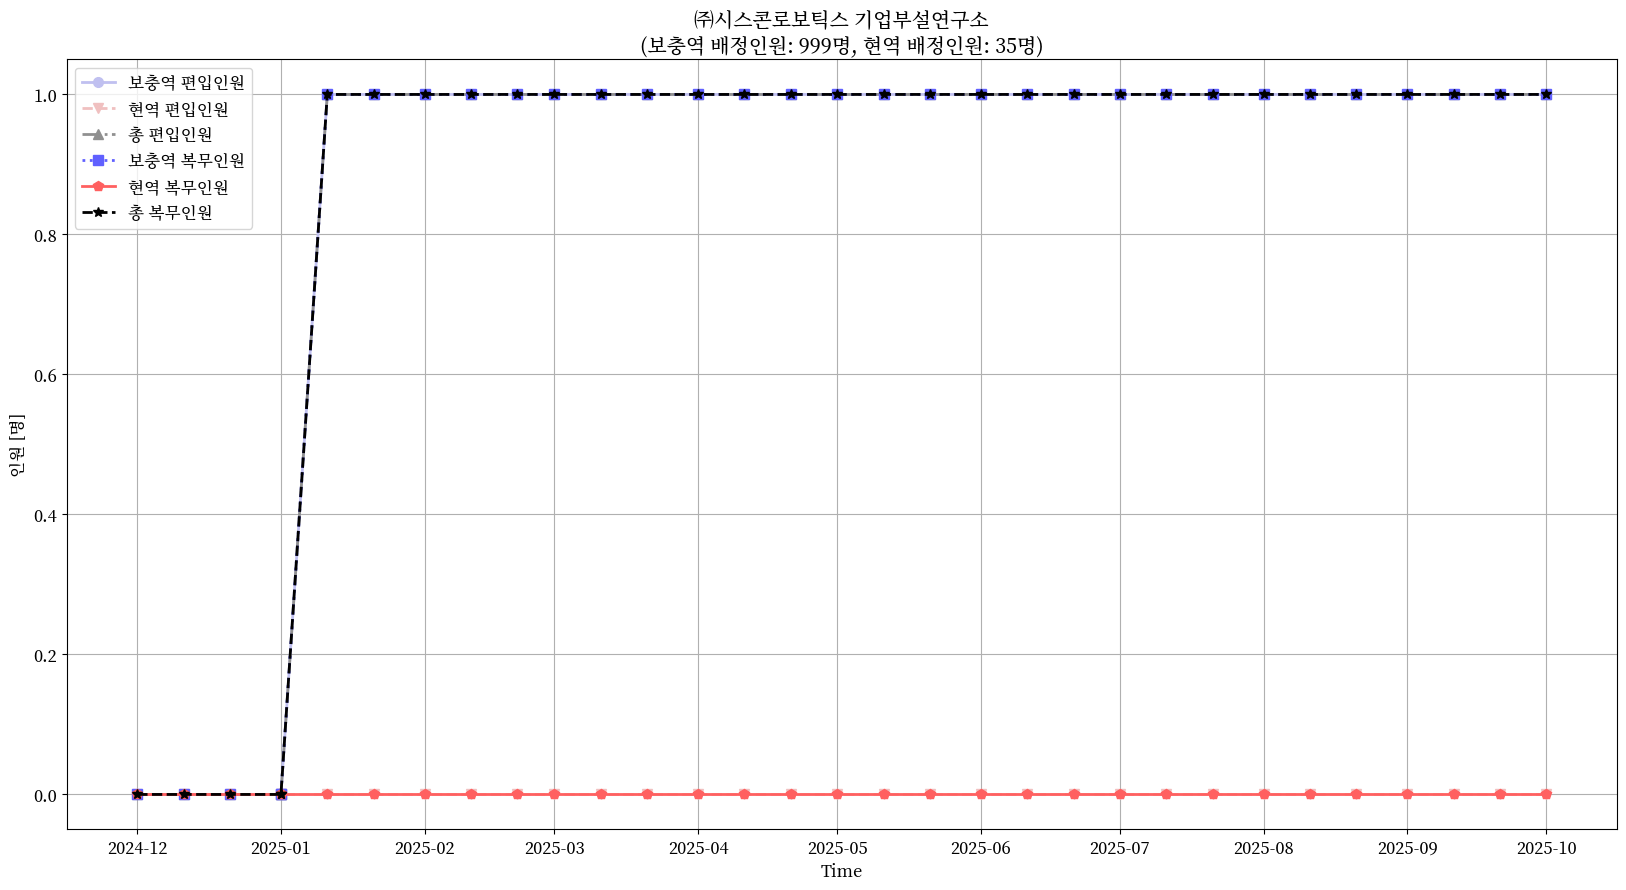 ㈜시스콘로보틱스 기업부설연구소
(보충역 배정인원: 999명, 현역 배정인원: 35명)
보충역 편입인원
현역 편입인원
총 편입인원
보충역 복무인원
현역 복무인원
총 복무인원
인원 [명]
1.0
0.8
0.6
0.4
0.2
0.0
2024-12
2025-01
2025-02
2025-03
2025-04
2025-05
2025-06
2025-07
2025-08
2025-09
2025-10
Time